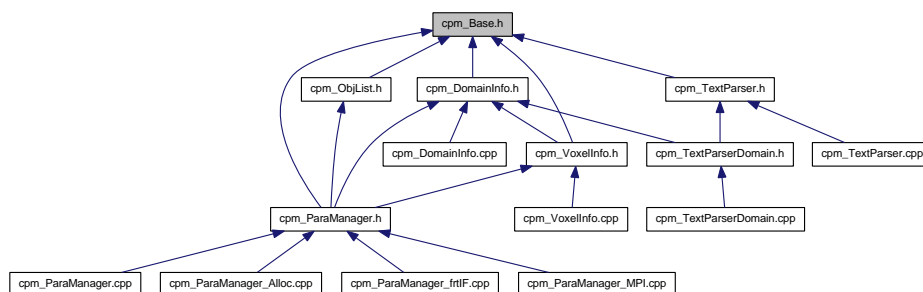 cpm_Base.h
cpm_ObjList.h
cpm_DomainInfo.h
cpm_TextParser.h
cpm_DomainInfo.cpp
cpm_VoxelInfo.h
cpm_TextParserDomain.h
cpm_TextParser.cpp
cpm_ParaManager.h
cpm_VoxelInfo.cpp
cpm_TextParserDomain.cpp
cpm_ParaManager.cpp
cpm_ParaManager_Alloc.cpp
cpm_ParaManager_frtIF.cpp
cpm_ParaManager_MPI.cpp